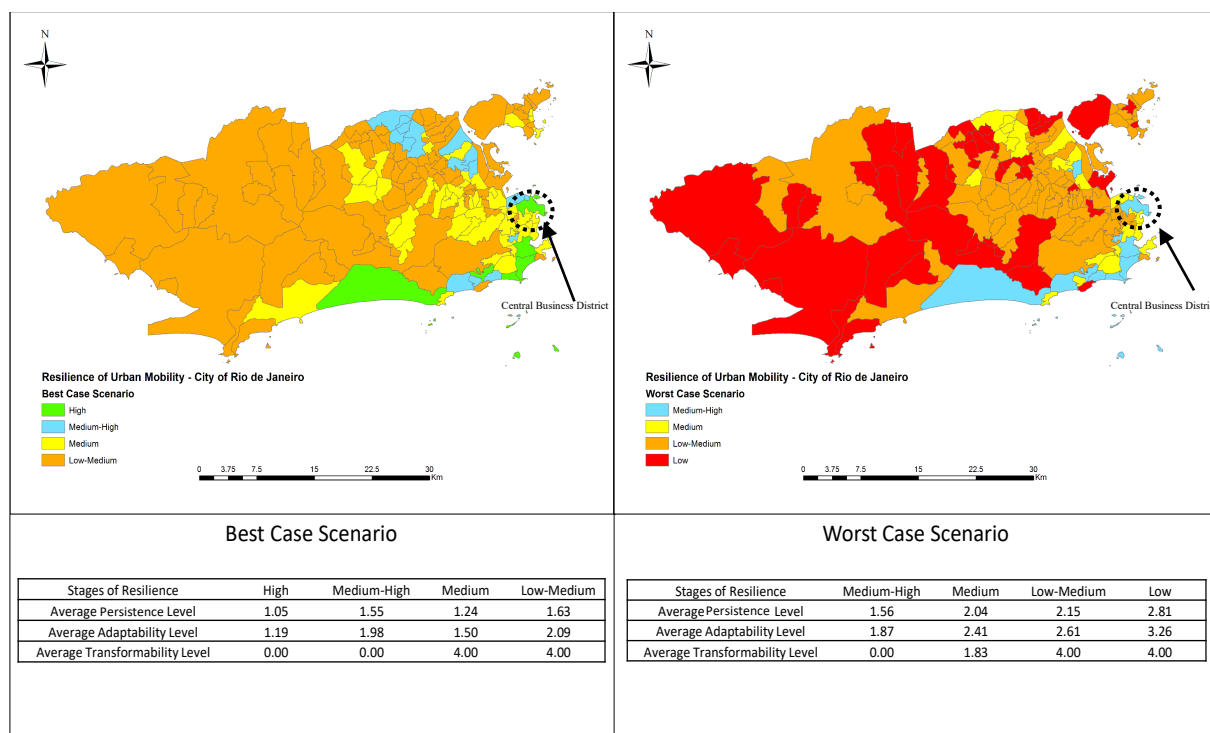 N
Central Business District
Resilience of Urban Mobility - City of Rio de Janeiro
Best Case Scenario
High
Medium-High
Medium
Low-Medium
0 3.75 7.5 15 22.5 30
Km
N
Central Business District
Resilience of Urban Mobility - City of Rio de Janeiro
Worst Case Scenario
Medium-High
Medium
Low-Medium
Low
0 3.75 7.5 15 22.5 30
Km
Best Case Scenario
Stages of Resilience High Medium-High Medium Low-Medium
Average Persistence Level 1.05 1.55 1.24 1.63
Average Adaptability Level 1.19 1.98 1.50 2.09
Average Transformability Level 0.00 0.00 4.00 4.00
Worst Case Scenario
Stages of Resilience Medium-High Medium Low-Medium Low
Average Persistence Level 1.56 2.04 2.15 2.81
Average Adaptability Level 1.87 2.41 2.61 3.26
Average Transformability Level 0.00 1.83 4.00 4.00